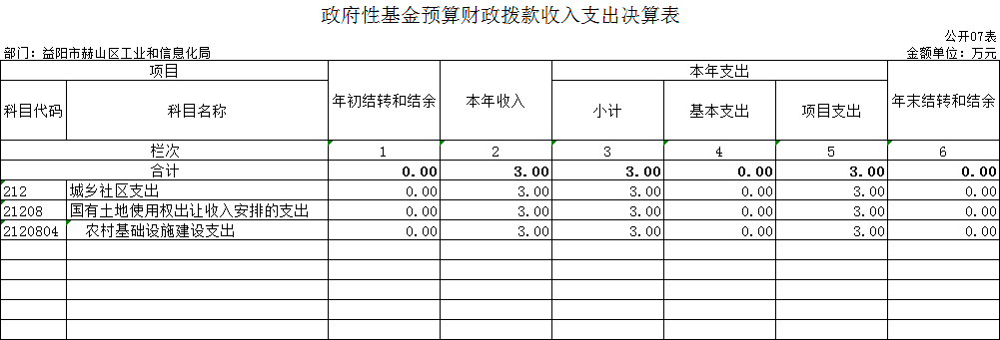 政府性基金预算财政拨款收入支出决算表
公开07表
部门：益阳市赫山区工业和信息化局 金额单位：万元
项目 年初结转和结余 本年收入 本年支出 年末结转和结余
科目代码 科目名称 小计 基本支出 项目支出
栏次 1 2 3 4 5 6
合计 0.00 3.00 3.00 0.00 3.00 0.00
212 城乡社区支出 0.00 3.00 3.00 0.00 3.00 0.00
21208 国有土地使用权出让收入安排的支出 0.00 3.00 3.00 0.00 3.00 0.00
2120804 农村基础设施建设支出 0.00 3.00 3.00 0.00 3.00 0.00